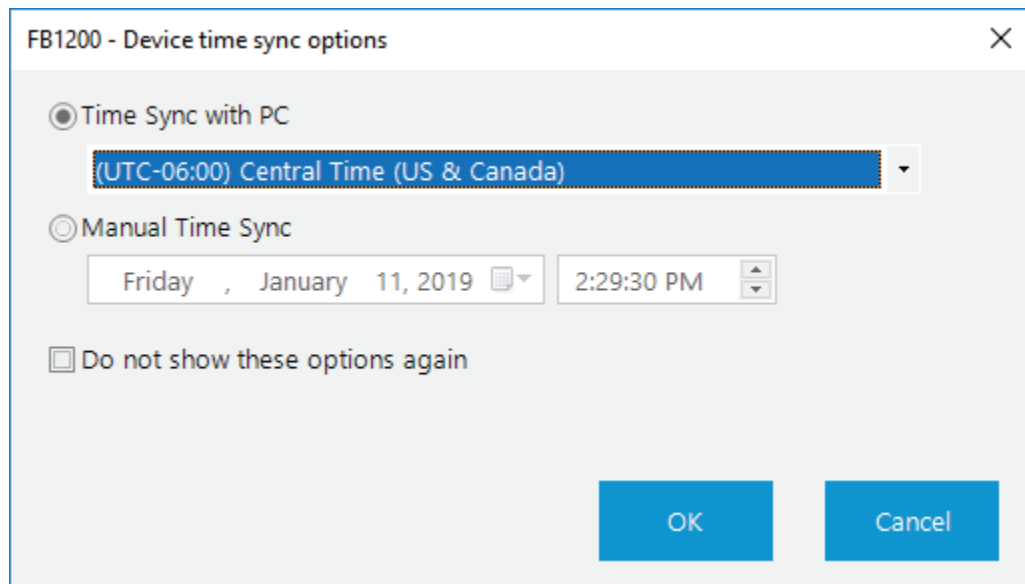 FB1200 - Device time sync options
Time Sync with PC
(UTC-06:00) Central Time (US & Canada)
Manual Time Sync
Friday , January 11, 2019 2:29:30 PM
Do not show these options again
OK Cancel